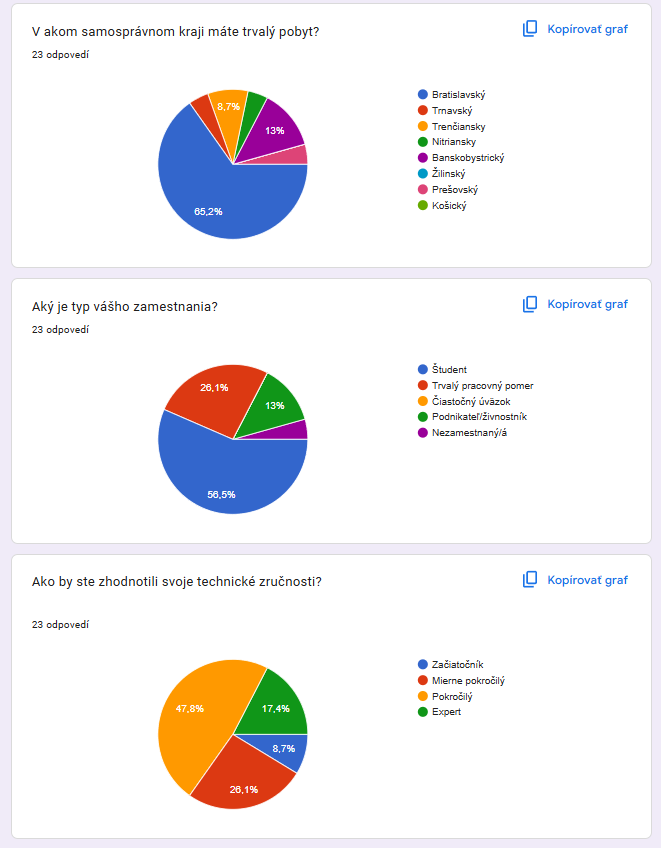 V akom samosprávnom kraji máte trvalý pobyt?
Kopírovať graf
23 odpovedí
8,7%
13%
65,2%
Bratislavský
Trnavský
Trenčiansky
Nitriansky
Banskobystrický
Žilinský
Prešovský
Košický
Aký je typ vášho zamestnania?
Kopírovať graf
23 odpovedí
26,1%
13%
56,5%
Študent
Trvalý pracovný pomer
Čiastočný úväzok
Podnikateľ/živnostník
Nezamestnaný/á
Ako by ste zhodnotili svoje technické zručnosti?
Kopírovať graf
23 odpovedí
47,8%
17,4%
8,7%
26,1%
Začiatočník
Mierne pokročilý
Pokročilý
Expert